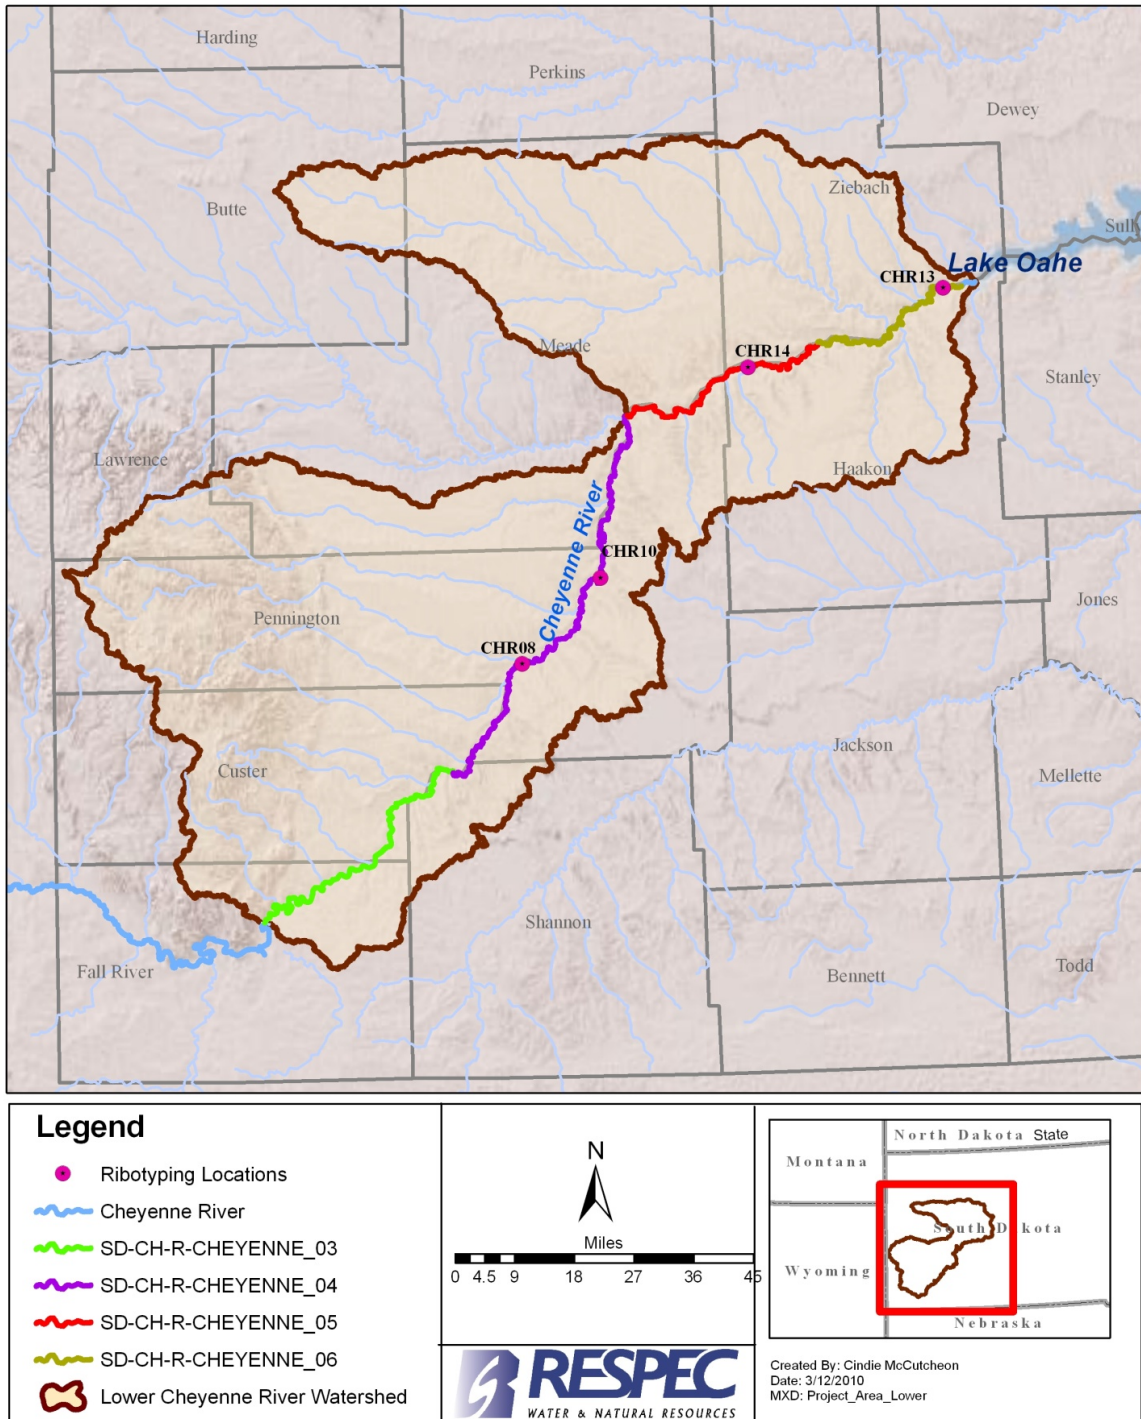 Harding
Perkins
Dewey
Butte
Ziebach
Sully
Lake Oahe
CHR13
Meade
CHR14
Stanley
Lawrence
Haakon
Cheyenne River
CHR10
Jones
Pennington
CHR08
Jackson
Custer
Mellette
Shannon
Fall River
Bennett
Todd
Legend
Ribotyping Locations
Cheyenne River
SD-CH-R-CHEYENNE_03
SD-CH-R-CHEYENNE_04
SD-CH-R-CHEYENNE_05
SD-CH-R-CHEYENNE_06
Lower Cheyenne River Watershed
N
Miles
0 4.5 9 18 27 36 45
RESPEC
WATER & NATURAL RESOURCES
North Dakota State
Montana
South Dakota
Wyoming
Nebraska
Created By: Cindie McCutcheon
Date: 3/12/2010
MXD: Project_Area_Lower